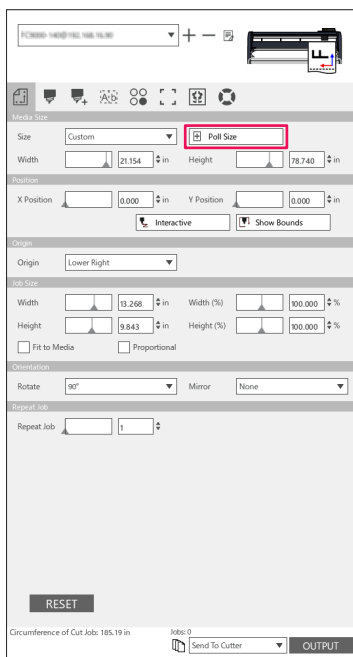 Media Size
Size Custom Poll Size
Width 21.154 in Height 78.740 in
Position
X Position 0.000 in Y Position 0.000 in
Interactive Show Bounds
Origin
Origin Lower Right
Job Size
Width 13.268 in Width (%) 100.000 %
Height 9.843 in Height (%) 100.000 %
Fit to Media Proportional
Orientation
Rotate 90° Mirror None
Repeat Job
Repeat Job 1
RESET
Circumference of Cut Job: 185.19 in Jobs: 0
Send To Cutter OUTPUT